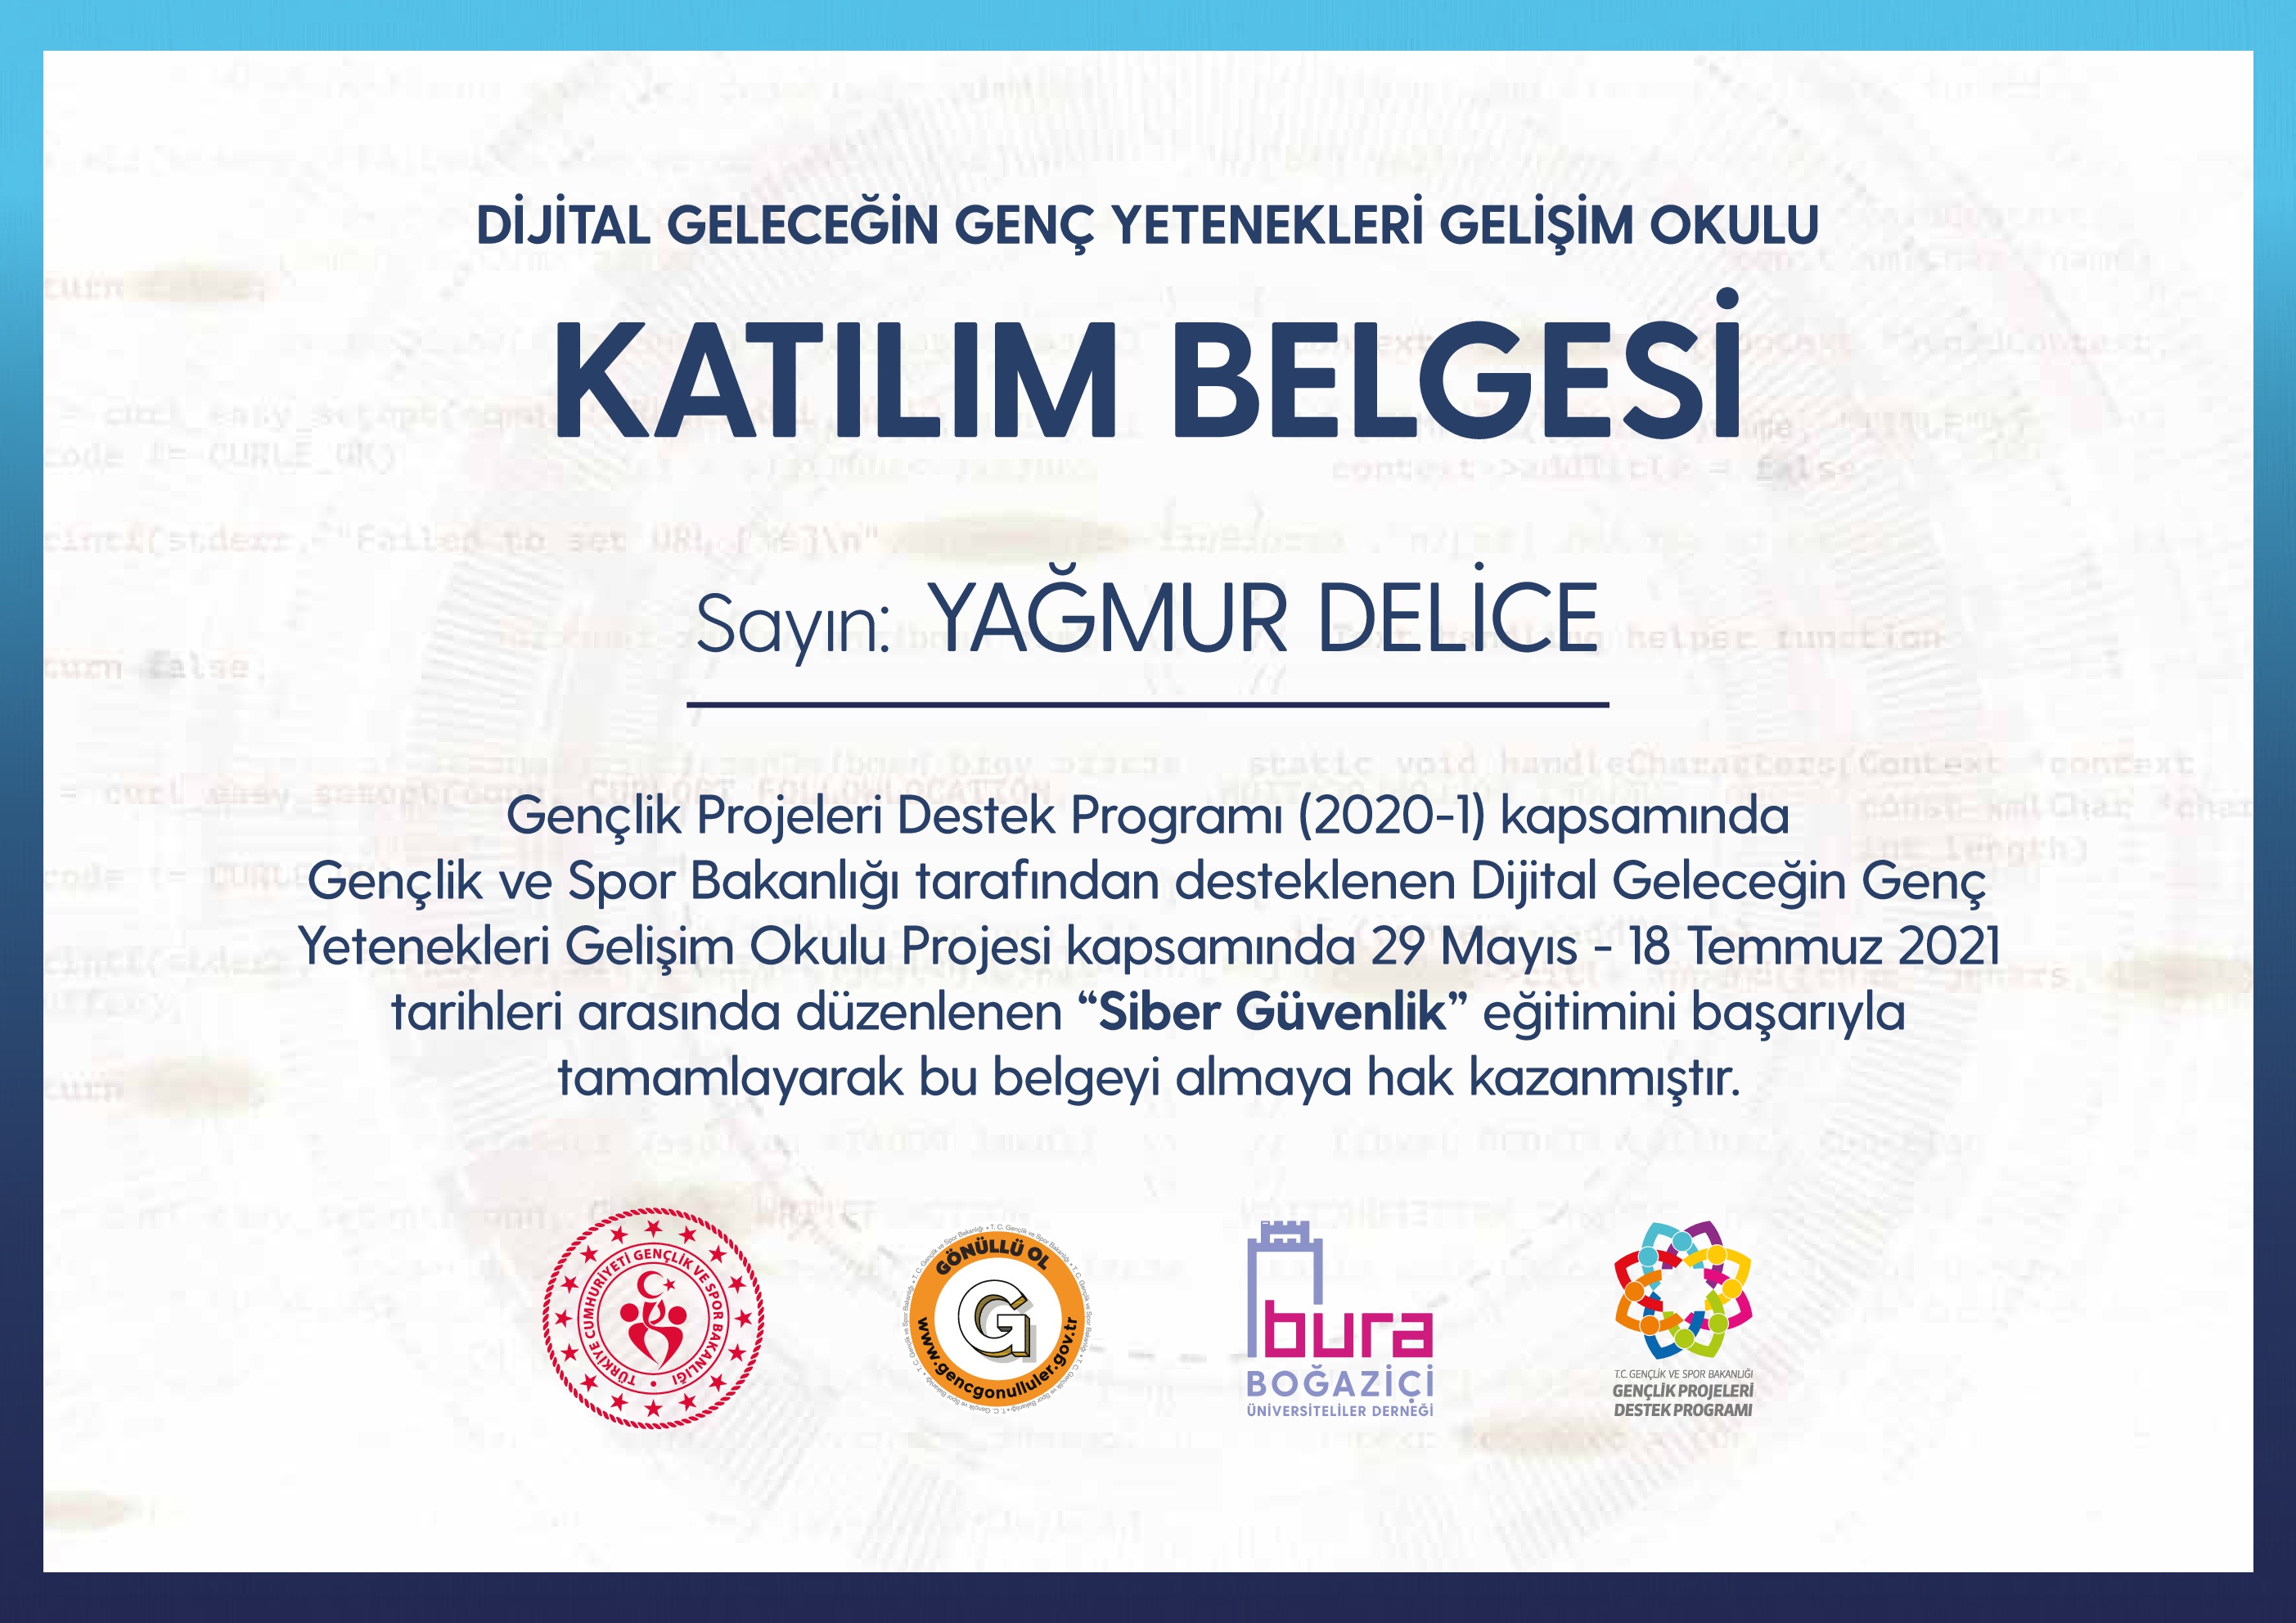 DİJİTAL GELECEĞİN GENÇ YETENEKLERİ GELİŞİM OKULU
KATILIM BELGESİ
Sayın: YAĞMUR DELİCE
Gençlik Projeleri Destek Programı (2020-1) kapsamında
Gençlik ve Spor Bakanlığı tarafından desteklenen Dijital Geleceğin Genç
Yetenekleri Gelişim Okulu Projesi kapsamında 29 Mayıs - 18 Temmuz 2021
tarihleri arasında düzenlenen “Siber Güvenlik” eğitimini başarıyla
tamamlayarak bu belgeyi almaya hak kazanmıştır.
TÜRKİYE CUMHURİYETİ GENÇLİK VE SPOR BAKANLIĞI
GÖNÜLLÜ OL
G
www.gencgonulluler.gov.tr
bura
BOĞAZİÇİ
ÜNİVERSİTELİLER DERNEĞİ
T.C. GENÇLİK VE SPOR BAKANLIĞI
GENÇLİK PROJELERİ
DESTEK PROGRAMI